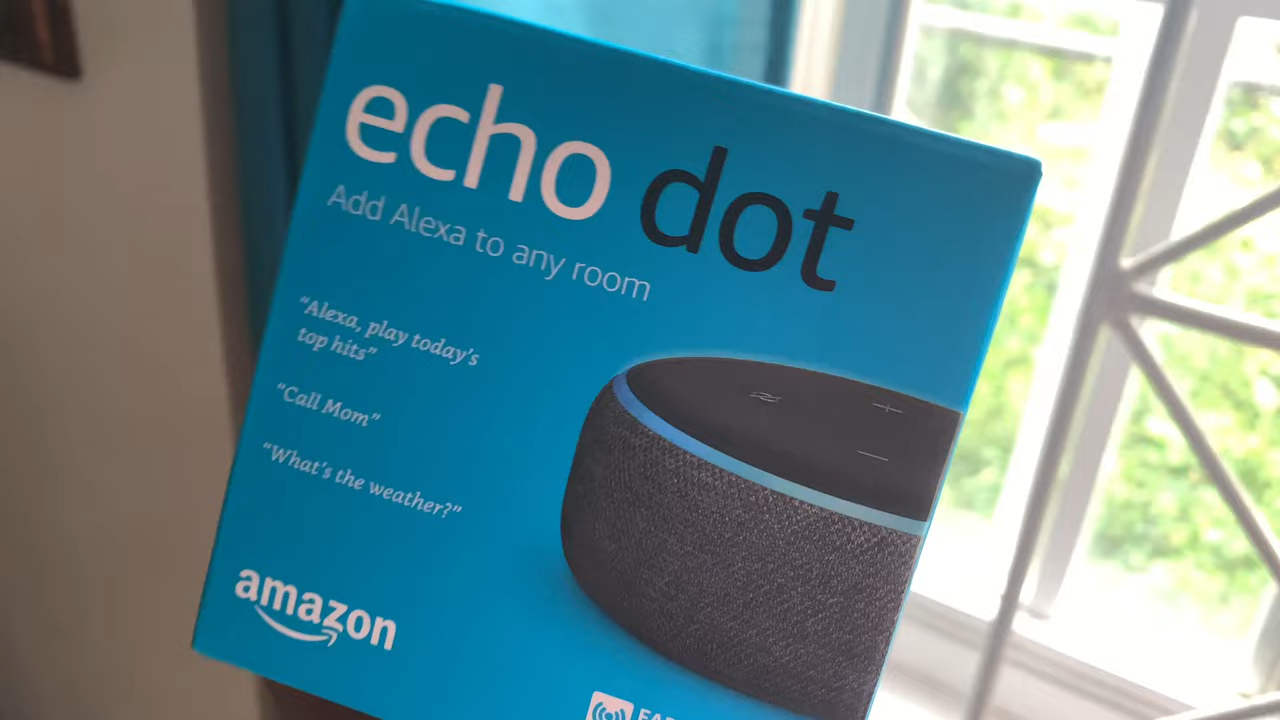 echo dot
Add Alexa to any room
“Alexa, play today’s
top hits”
“Call Mom”
“What’s the weather?”
amazon